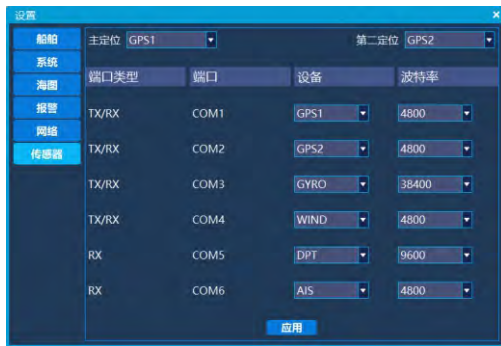 设置
船舶
系统
海图
报警
网络
传感器
主定位 GPS1 第二定位 GPS2
端口类型 端口 设备 波特率
TX/RX COM1 GPS1 4800
TX/RX COM2 GPS2 4800
TX/RX COM3 GYRO 38400
TX/RX COM4 WIND 4800
RX COM5 DPT 9600
RX COM6 AIS 4800
应用